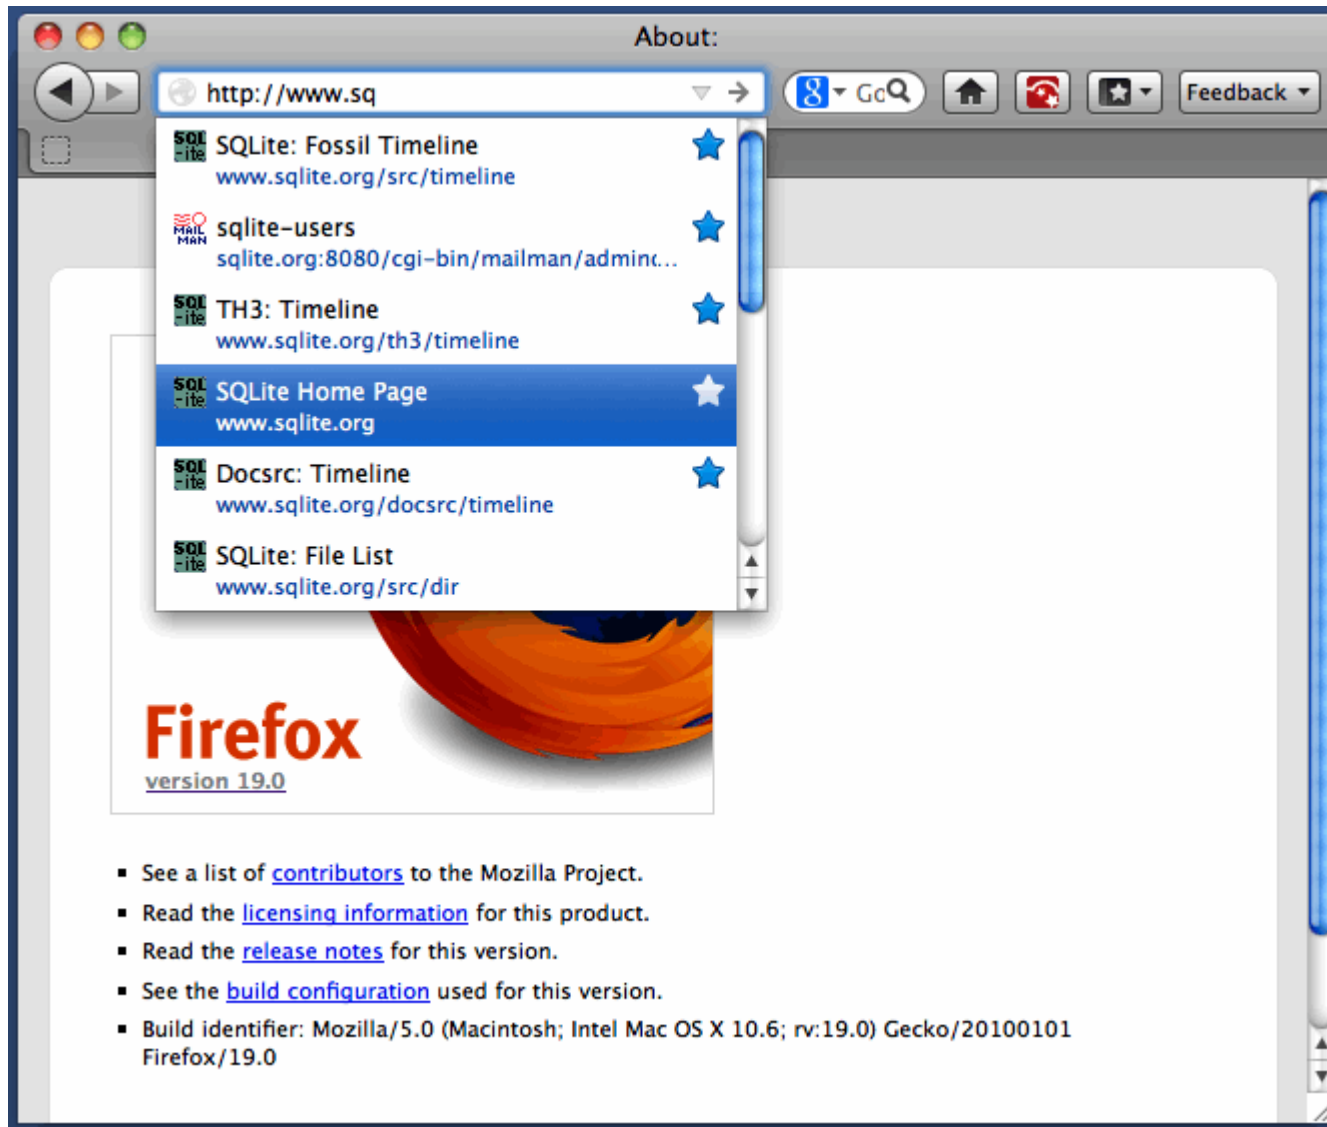 About:
http://www.sq
Feedback
SQLite: Fossil Timeline
www.sqlite.org/src/timeline
sqlite-users
sqlite.org:8080/cgi-bin/mailman/admind...
TH3: Timeline
www.sqlite.org/th3/timeline
SQLite Home Page
www.sqlite.org
Docsrc: Timeline
www.sqlite.org/docsrc/timeline
SQLite: File List
www.sqlite.org/src/dir
Firefox
version 19.0
▪ See a list of contributors to the Mozilla Project.
▪ Read the licensing information for this product.
▪ Read the release notes for this version.
▪ See the build configuration used for this version.
▪ Build identifier: Mozilla/5.0 (Macintosh; Intel Mac OS X 10.6; rv:19.0) Gecko/20100101
Firefox/19.0